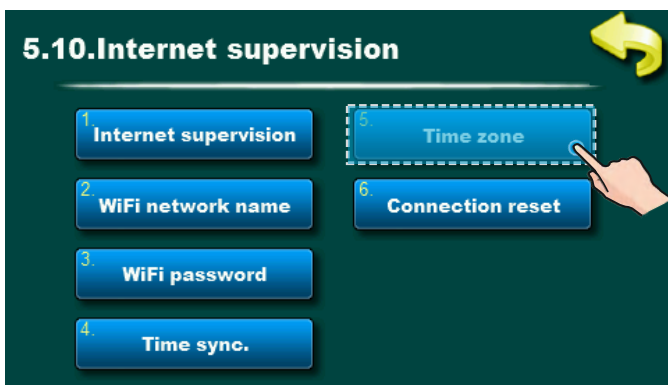 5.10.Internet supervision
1.
Internet supervision
2.
WiFi network name
3.
WiFi password
4.
Time sync.
5.
Time zone
6.
Connection reset